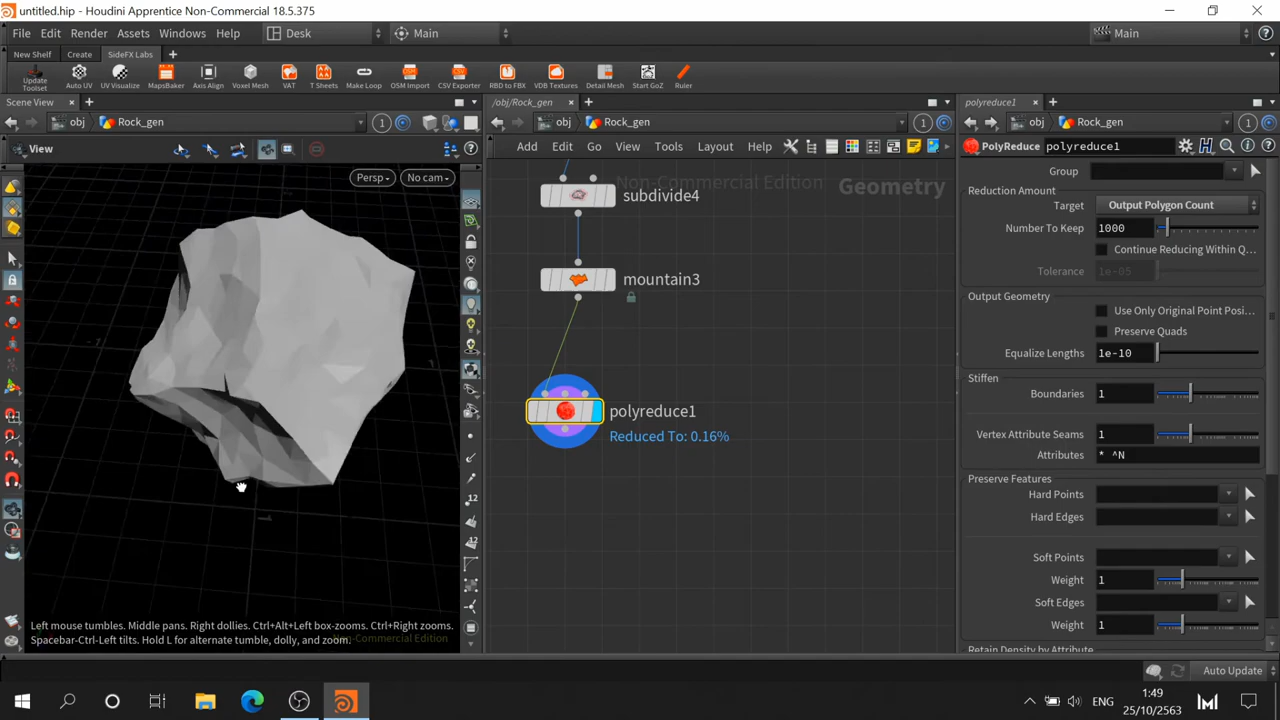 untitled.hip - Houdini Apprentice Non-Commercial 18.5.375
File Edit Render Assets Windows Help Desk Main Main
New Shelf Create SideFX Labs
Update Toolset Auto UV UV Visualize MapsBaker Axis Align Voxel Mesh VAT T Sheets Make Loop OSM Import CSV Exporter RBD to FBX VDB Textures Detail Mesh Start GoZ Ruler
Scene View /obj/Rock_gen polyreduce1
obj Rock_gen 1 obj Rock_gen 1 obj Rock_gen 1
View Add Edit Go View Tools Layout Help
PolyReduce polyreduce1
Persp No cam
Non-Commercial Edition Geometry
subdivide4
mountain3
polyreduce1
Reduced To: 0.16%
12
12
Left mouse tumbles. Middle pans. Right dollies. Ctrl+Alt+Left box-zooms. Ctrl+Right zooms.
Spacebar-Ctrl-Left tilts. Hold L for alternate tumble, dolly, and zoom.
Non-Commercial Edition
Group
Reduction Amount
Target Output Polygon Count
Number To Keep 1000
Continue Reducing Within Q...
Tolerance 1e-05
Output Geometry
Use Only Original Point Posi...
Preserve Quads
Equalize Lengths 1e-10
Stiffen
Boundaries 1
Vertex Attribute Seams 1
Attributes * ^N
Preserve Features
Hard Points
Hard Edges
Soft Points
Weight 1
Soft Edges
Weight 1
Retain Density by Attribute
Auto Update
ENG
1:49
25/10/2563